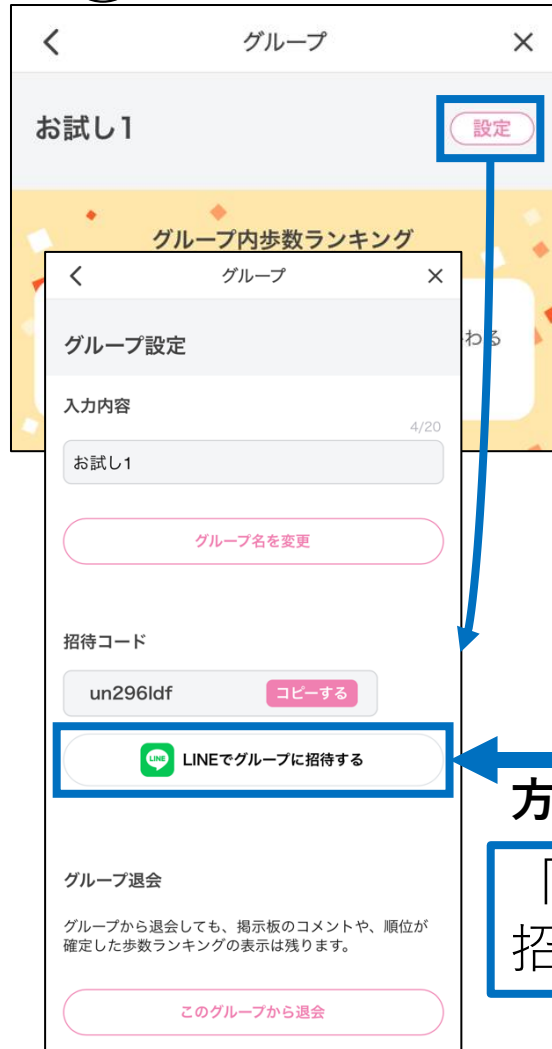 グループ
お試し1
設定
グループ内歩数ランキング
わる
グループ
グループ設定
入力内容
4/20
お試し1
グループ名を変更
招待コード
un296ldf
コピーする
LINE LINEでグループに招待する
方
「
招
グループ退会
グループから退会しても、掲示板のコメントや、順位が
確定した歩数ランキングの表示は残ります。
このグループから退会